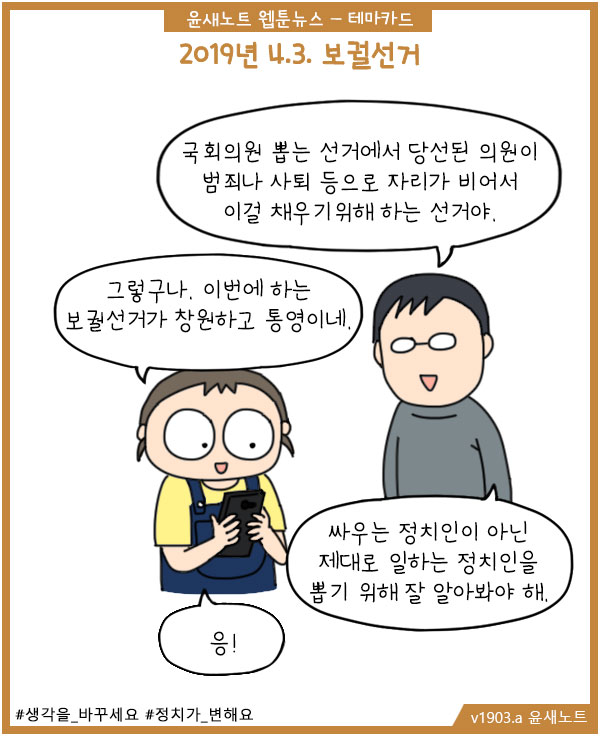 윤새노트 웹툰뉴스 – 테마카드
2019년 4.3. 보궐선거
국회의원 뽑는 선거에서 당선된 의원이
범죄나 사퇴 등으로 자리가 비어서
이걸 채우기위해 하는 선거야.
그렇구나. 이번에 하는
보궐선거가 창원하고 통영이네.
싸우는 정치인이 아닌
제대로 일하는 정치인을
뽑기 위해 잘 알아봐야 해.
응!
#생각을_바꾸세요 #정치가_변해요
v1903.a 윤새노트